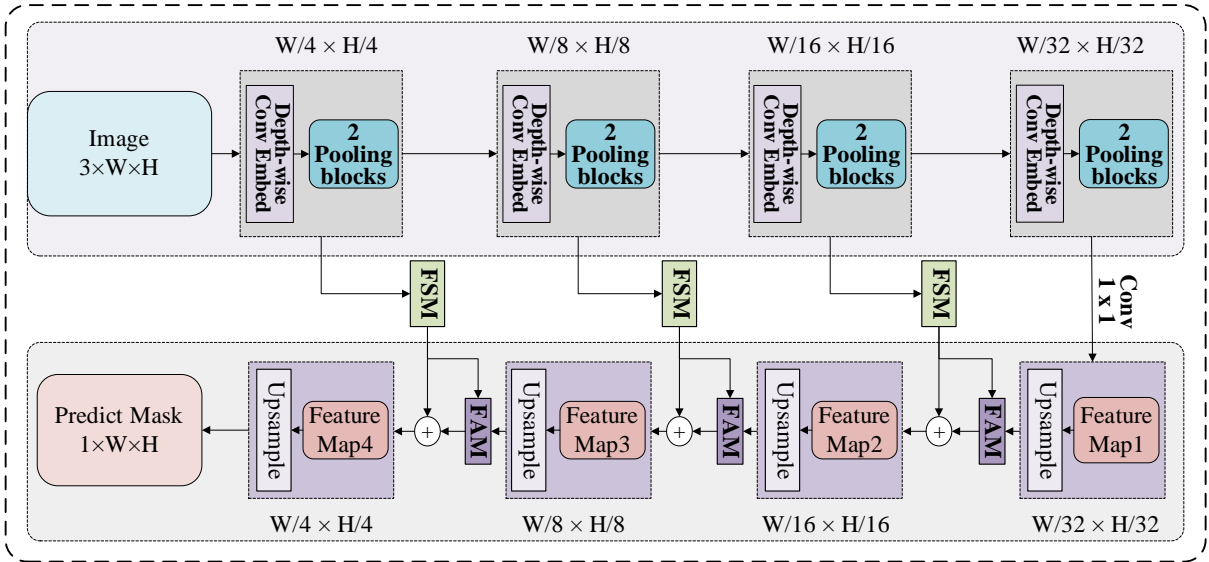 W/4 × H/4
W/8 × H/8
W/16 × H/16
W/32 × H/32
Image
3×W×H
Depth-wise
Conv Embed
2
Pooling
blocks
Depth-wise
Conv Embed
2
Pooling
blocks
Depth-wise
Conv Embed
2
Pooling
blocks
Depth-wise
Conv Embed
2
Pooling
blocks
FSM
FSM
FSM
Conv
1 x 1
Predict Mask
1×W×H
Upsample
Feature
Map4
+
FAM
Upsample
Feature
Map3
+
FAM
Upsample
Feature
Map2
+
FAM
Upsample
Feature
Map1
W/4 × H/4
W/8 × H/8
W/16 × H/16
W/32 × H/32